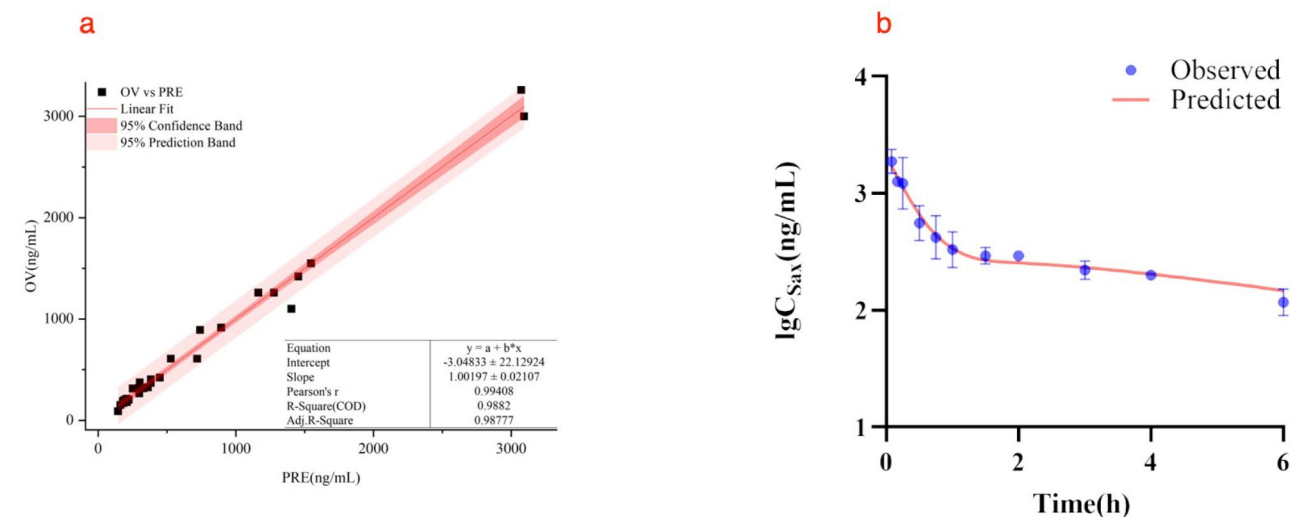 a
OV vs PRE
Linear Fit
95% Confidence Band
95% Prediction Band
3000
2000
1000
0
OV(ng/mL)
Equation y = a + b*x
Intercept -3.04833 ± 22.12924
Slope 1.00197 ± 0.02107
Pearson's r 0.99408
R-Square(COD) 0.9882
Adj.R-Square 0.98777
0 1000 2000 3000
PRE(ng/mL)
b
Observed
Predicted
4
3
2
1
lgCSax(ng/mL)
0 2 4 6
Time(h)